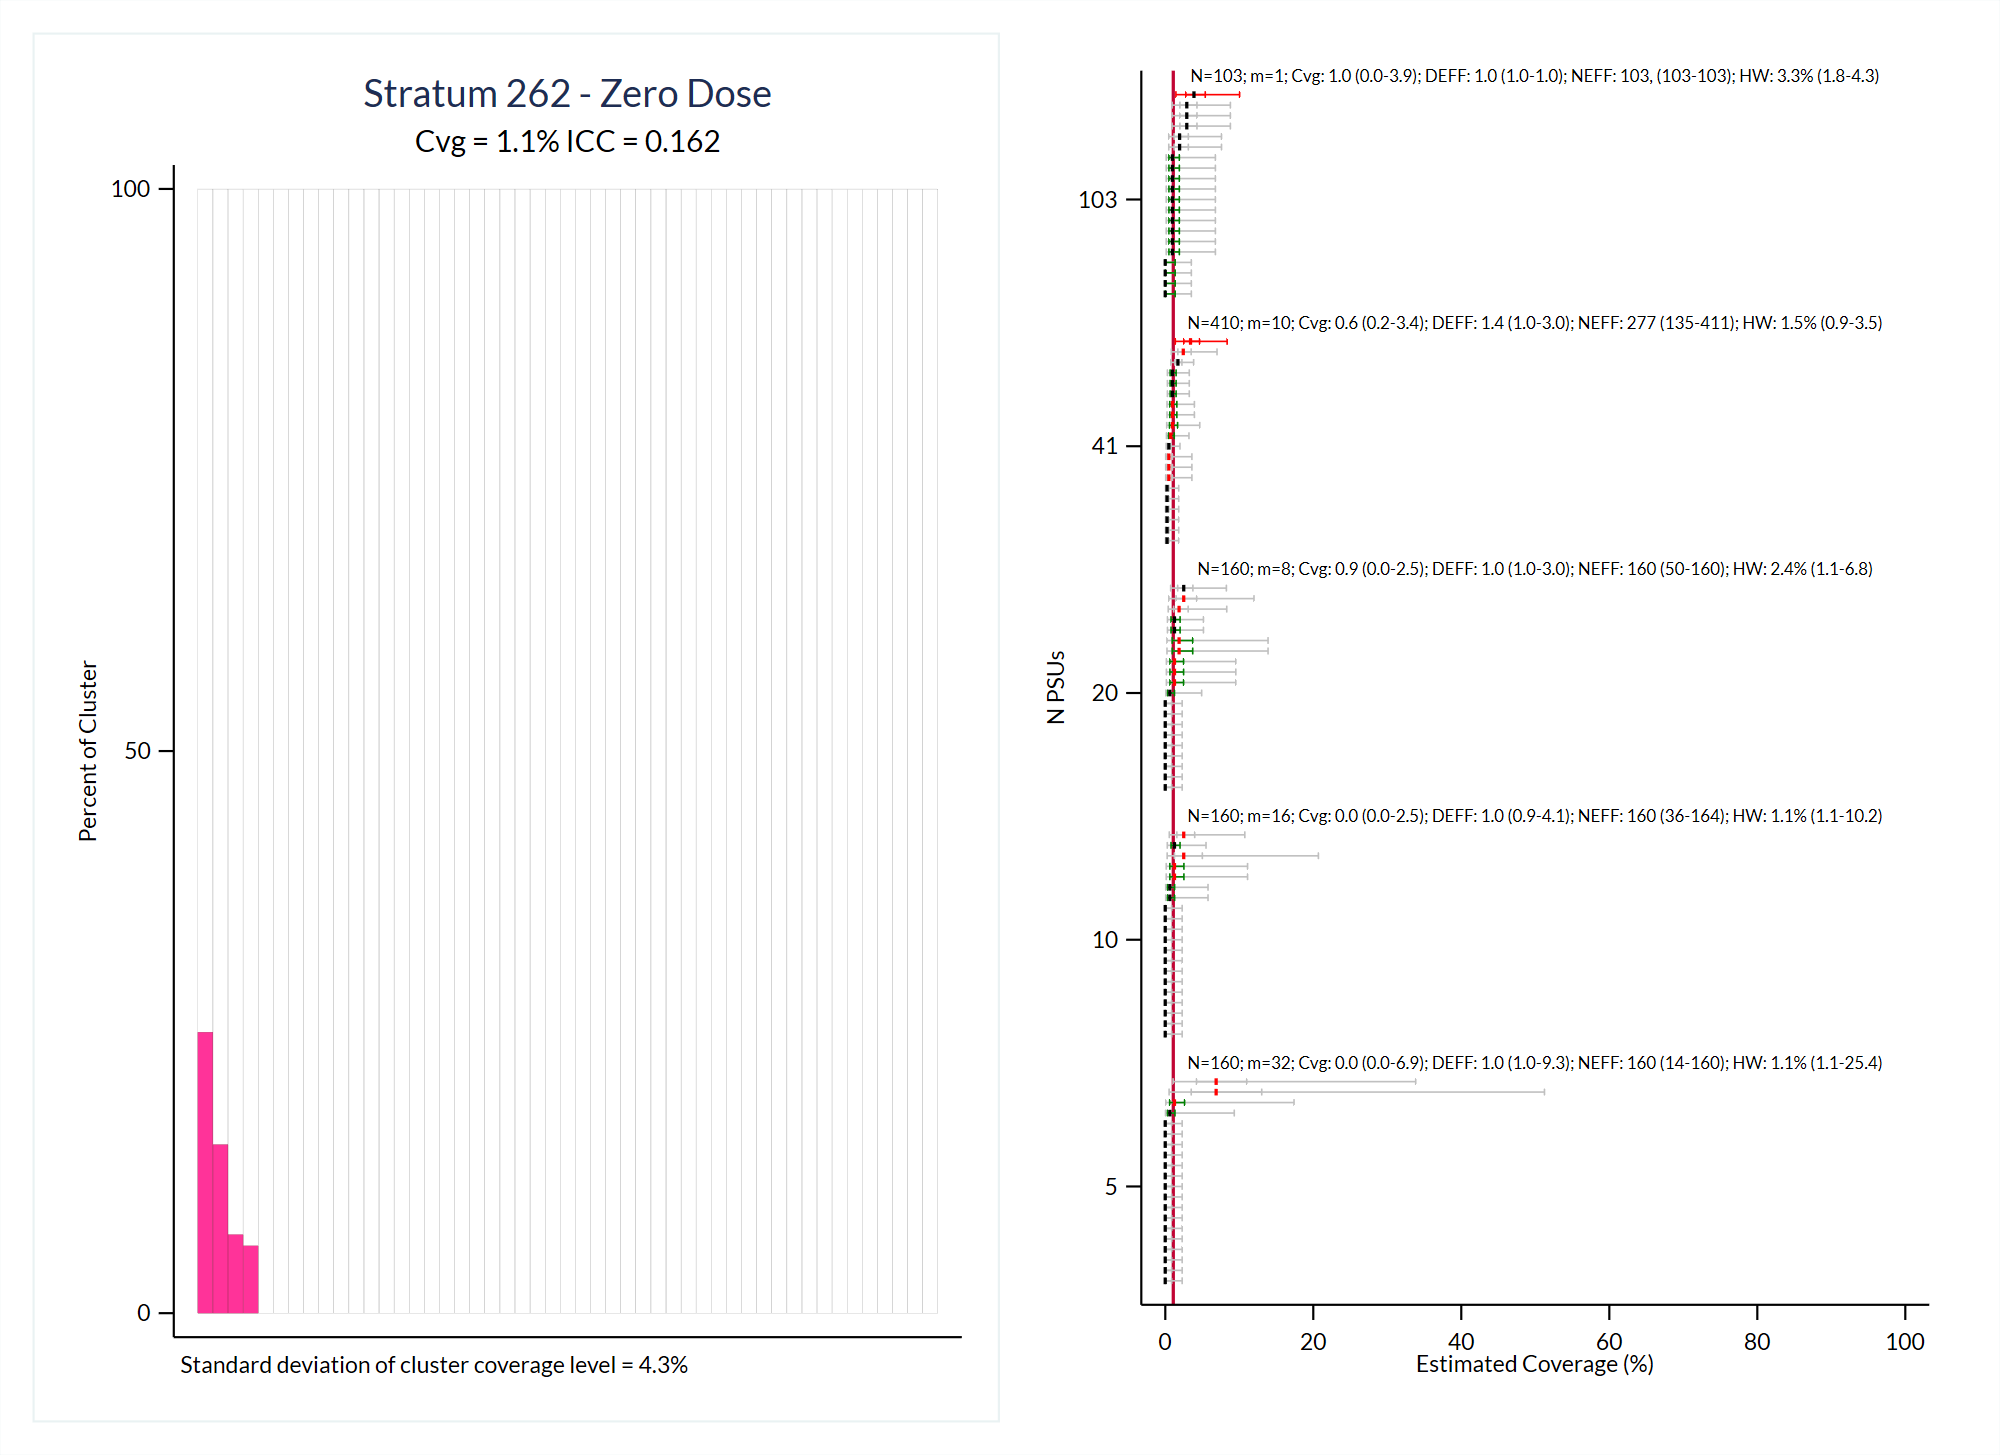 Stratum 262 - Zero Dose
Cvg = 1.1% ICC = 0.162
100
50
0
Percent of Cluster
Standard deviation of cluster coverage level = 4.3%
N=103; m=1; Cvg: 1.0 (0.0-3.9); DEFF: 1.0 (1.0-1.0); NEFF: 103, (103-103); HW: 3.3% (1.8-4.3)
103
N=410; m=10; Cvg: 0.6 (0.2-3.4); DEFF: 1.4 (1.0-3.0); NEFF: 277 (135-411); HW: 1.5% (0.9-3.5)
41
N=160; m=8; Cvg: 0.9 (0.0-2.5); DEFF: 1.0 (1.0-3.0); NEFF: 160 (50-160); HW: 2.4% (1.1-6.8)
N PSUs
20
N=160; m=16; Cvg: 0.0 (0.0-2.5); DEFF: 1.0 (0.9-4.1); NEFF: 160 (36-164); HW: 1.1% (1.1-10.2)
10
N=160; m=32; Cvg: 0.0 (0.0-6.9); DEFF: 1.0 (1.0-9.3); NEFF: 160 (14-160); HW: 1.1% (1.1-25.4)
5
0 20 40 60 80 100
Estimated Coverage (%)